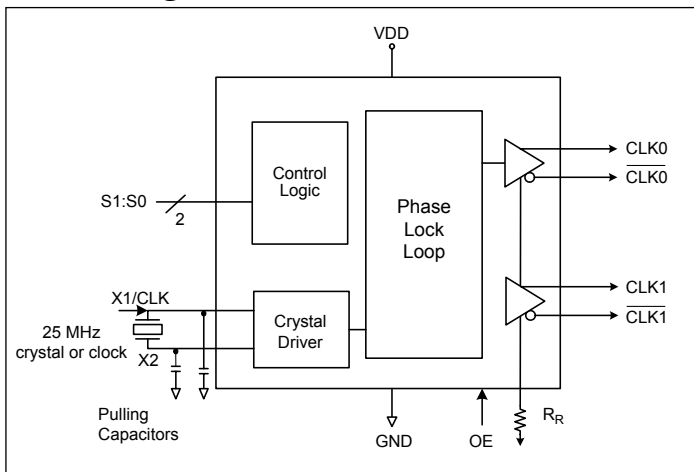 VDD
Control
Logic
S1:S0
2
Phase
Lock
Loop
CLK0
CLK0
CLK1
CLK1
X1/CLK
25 MHz
crystal or clock
X2
Crystal
Driver
Pulling
Capacitors
GND
OE
RR